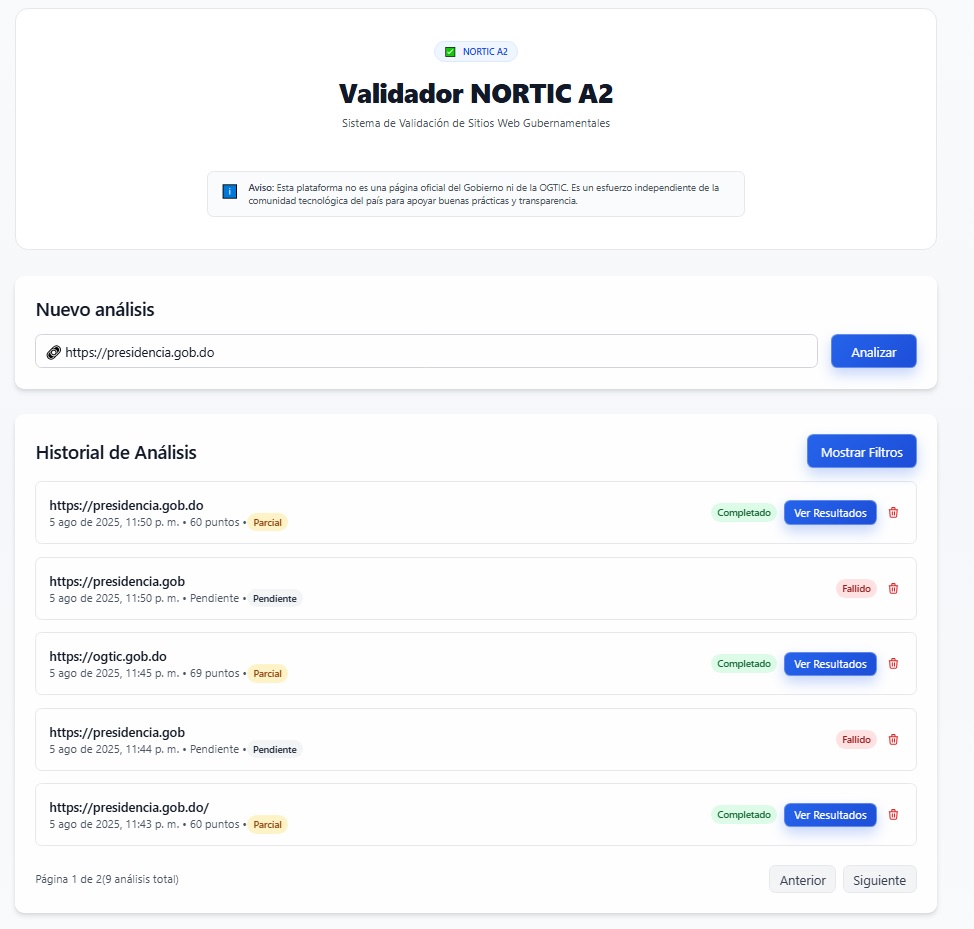 NORTIC A2
Validador NORTIC A2
Sistema de Validación de Sitios Web Gubernamentales
Aviso: Esta plataforma no es una página oficial del Gobierno ni de la OGTIC. Es un esfuerzo independiente de la
comunidad tecnológica del país para apoyar buenas prácticas y transparencia.
Nuevo análisis
https://presidencia.gob.do
Analizar
Historial de Análisis
Mostrar Filtros
https://presidencia.gob.do
5 ago de 2025, 11:50 p. m. • 60 puntos • Parcial
Completado
Ver Resultados
https://presidencia.gob
5 ago de 2025, 11:50 p. m. • Pendiente • Pendiente
Fallido
https://ogtic.gob.do
5 ago de 2025, 11:45 p. m. • 69 puntos • Parcial
Completado
Ver Resultados
https://presidencia.gob
5 ago de 2025, 11:44 p. m. • Pendiente • Pendiente
Fallido
https://presidencia.gob.do/
5 ago de 2025, 11:43 p. m. • 60 puntos • Parcial
Completado
Ver Resultados
Página 1 de 2(9 análisis total)
Anterior
Siguiente